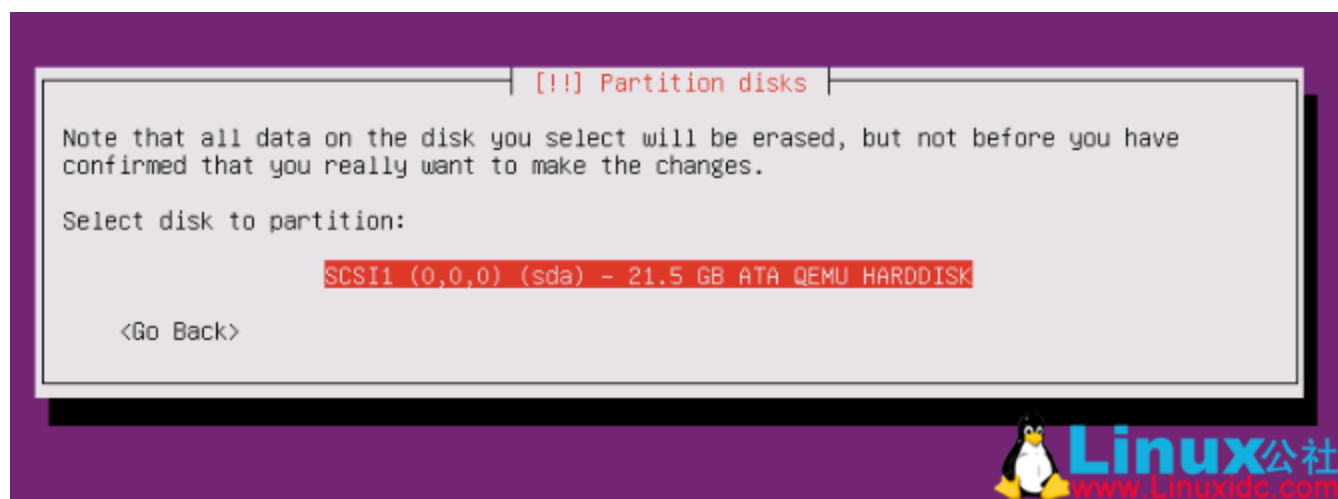 [!!] Partition disks
Note that all data on the disk you select will be erased, but not before you have
confirmed that you really want to make the changes.
Select disk to partition:
SCSI1 (0,0,0) (sda) - 21.5 GB ATA QEMU HARDDISK
<Go Back>
Linux公社
www.Linuxidc.com